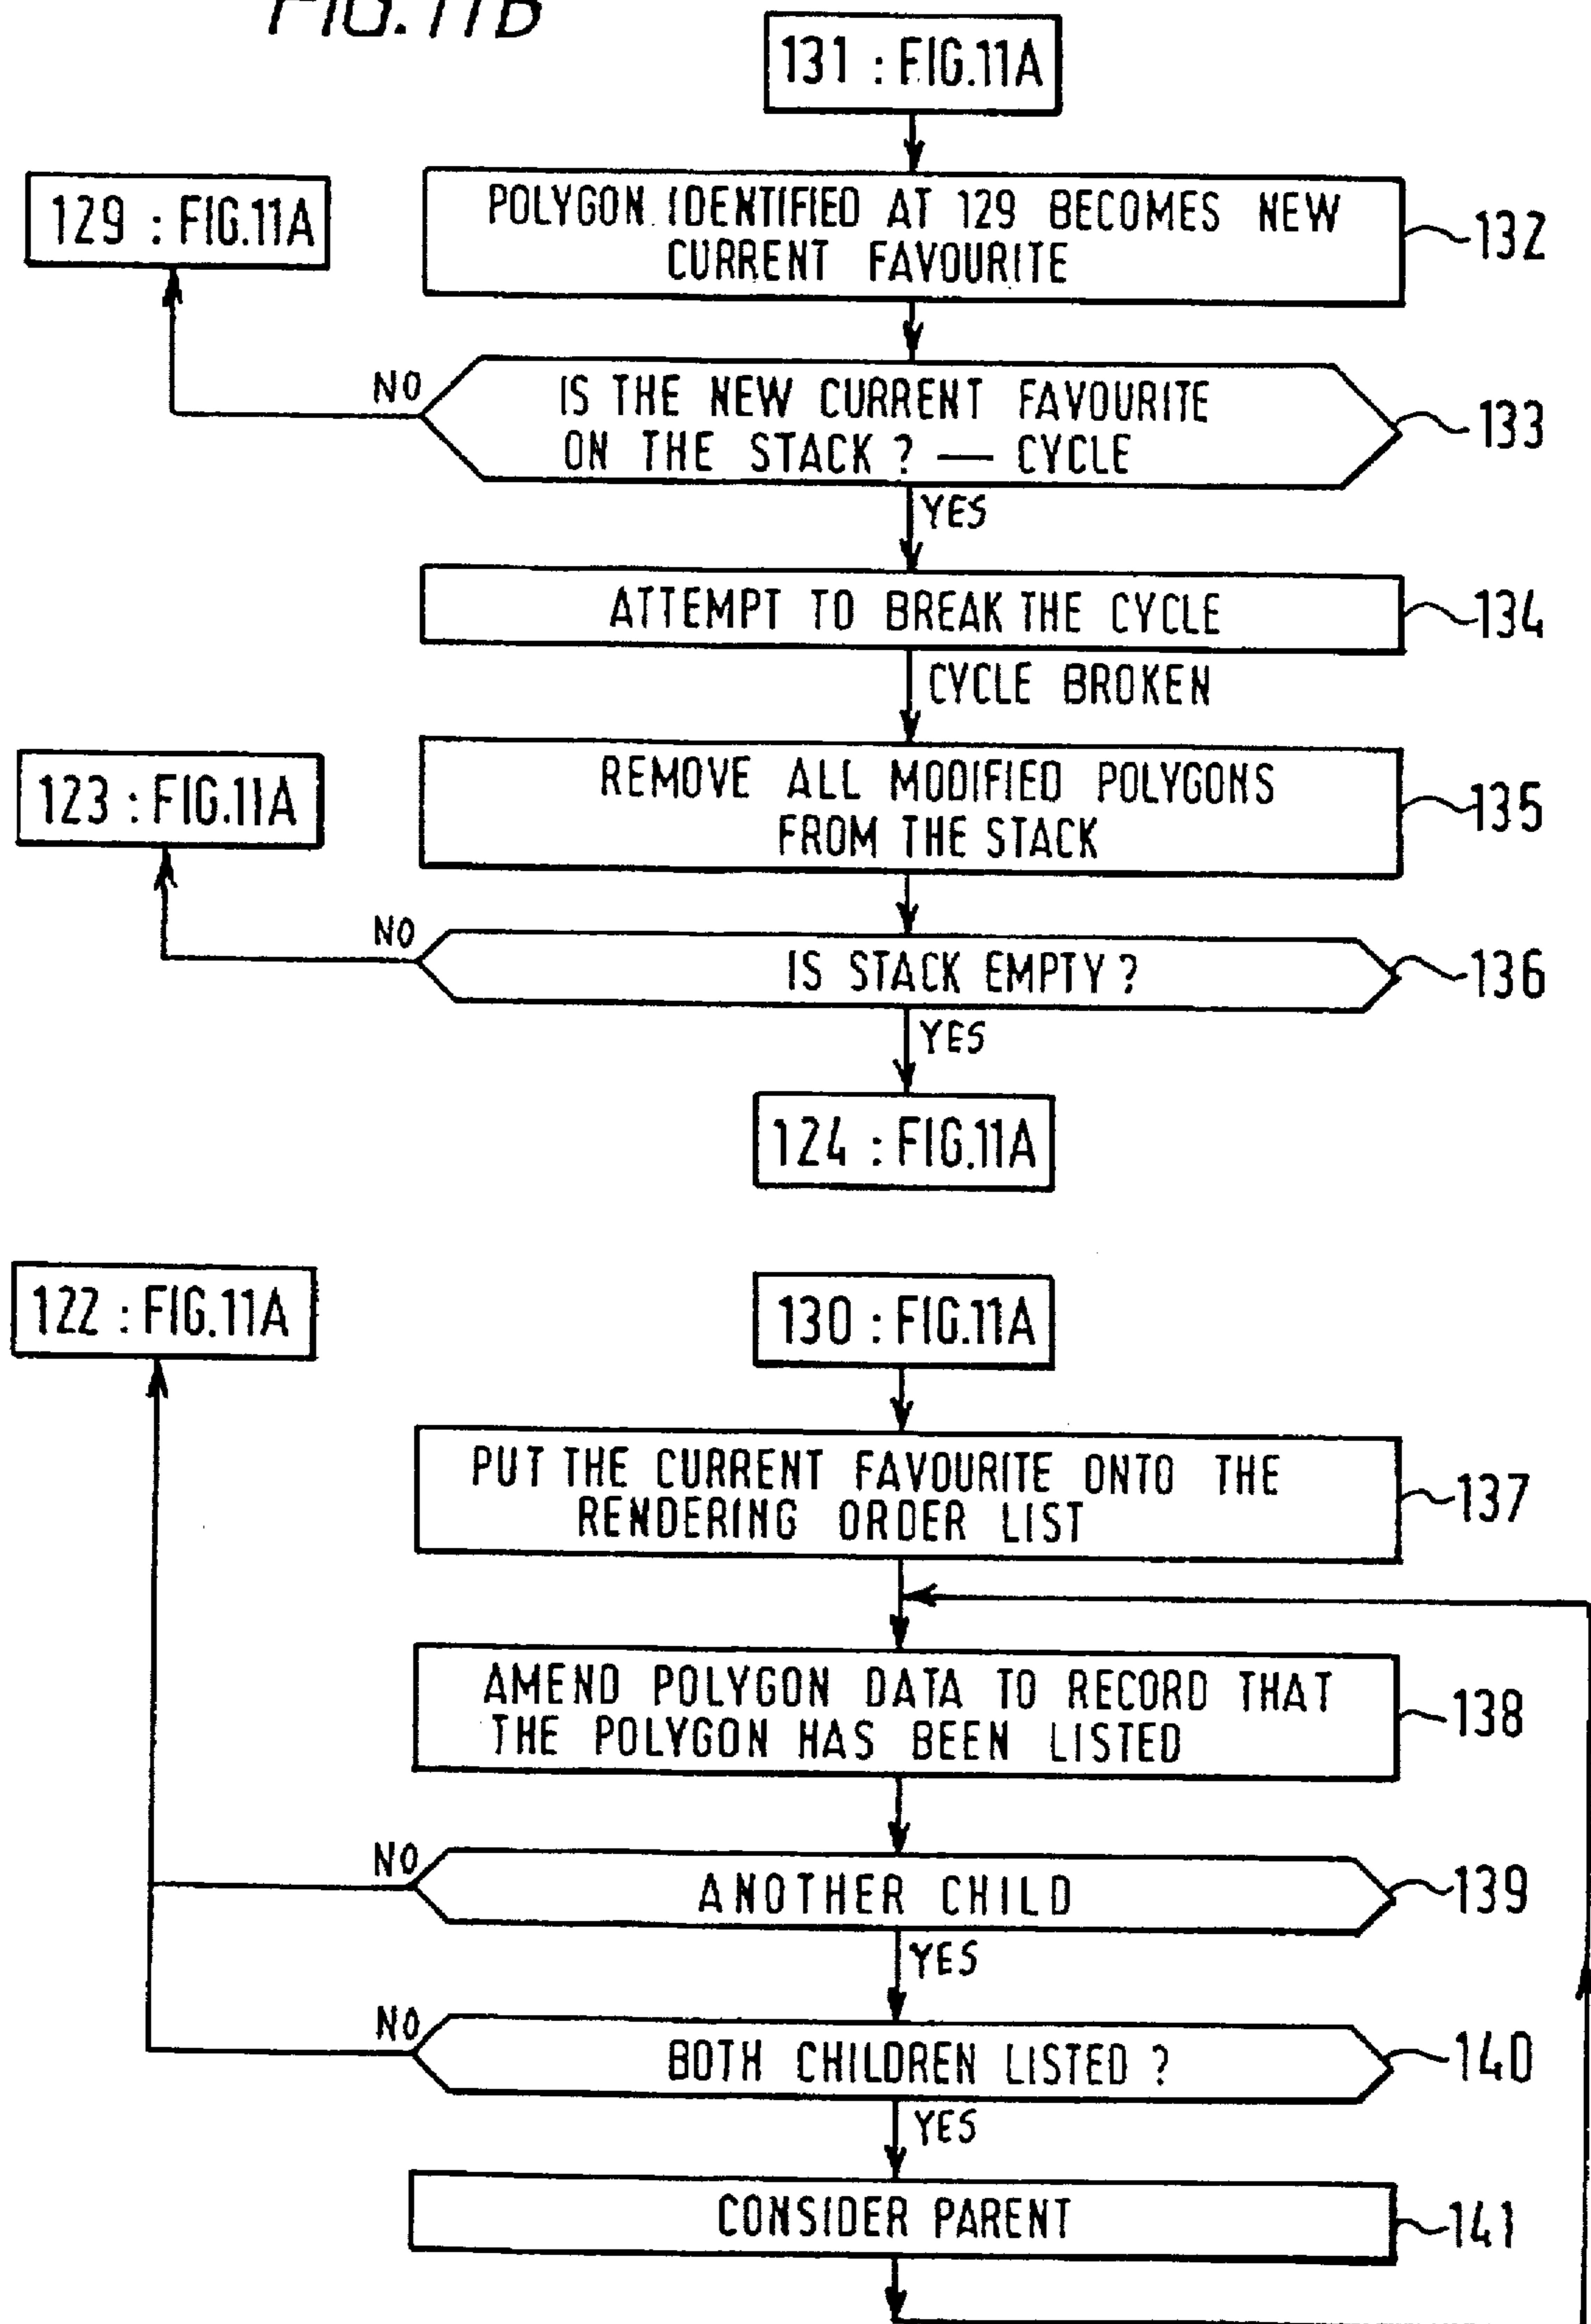 FIG.11B
131 : FIG.11A
129 : FIG.11A
POLYGON IDENTIFIED AT 129 BECOMES NEW
CURRENT FAVOURITE
132
NO
IS THE NEW CURRENT FAVOURITE
ON THE STACK ? — CYCLE
133
YES
ATTEMPT TO BREAK THE CYCLE
134
CYCLE BROKEN
123 : FIG.11A
REMOVE ALL MODIFIED POLYGONS
FROM THE STACK
135
NO
IS STACK EMPTY ?
136
YES
124 : FIG.11A
122 : FIG.11A
130 : FIG.11A
PUT THE CURRENT FAVOURITE ONTO THE
RENDERING ORDER LIST
137
AMEND POLYGON DATA TO RECORD THAT
THE POLYGON HAS BEEN LISTED
138
NO
ANOTHER CHILD
139
YES
NO
BOTH CHILDREN LISTED ?
140
YES
CONSIDER PARENT
141